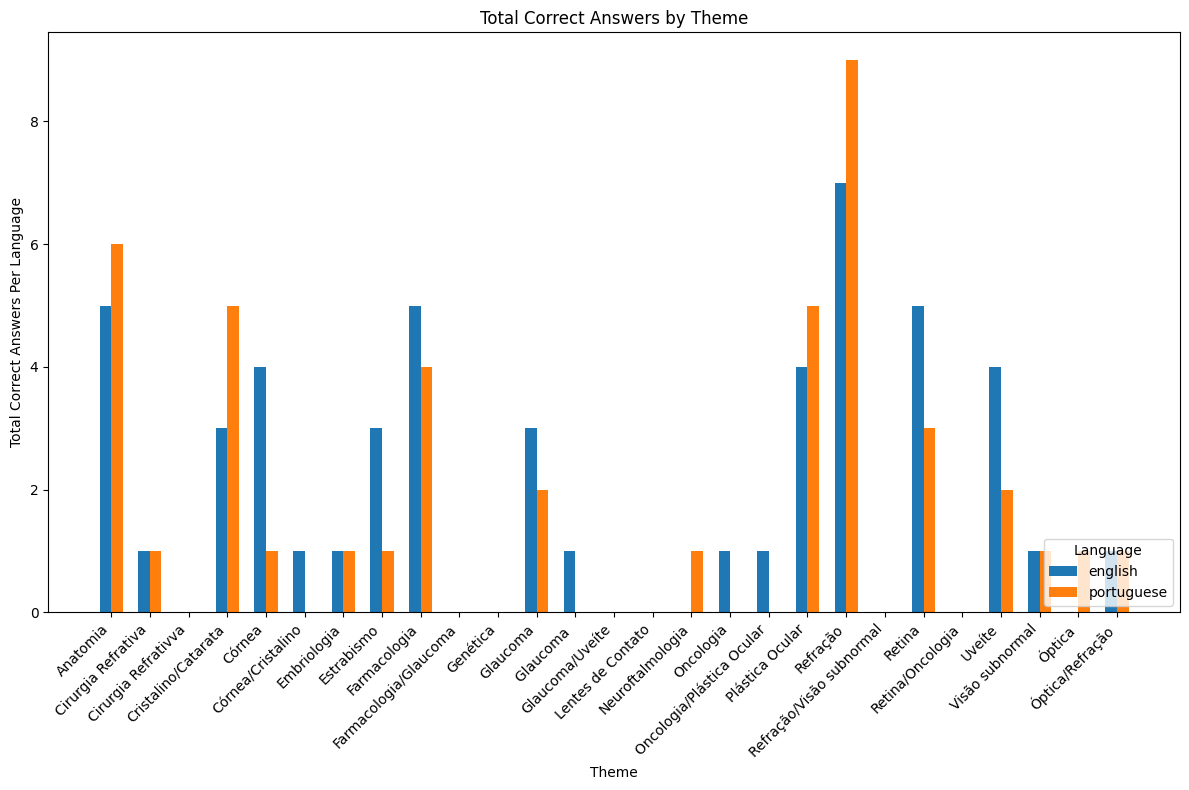 Total Correct Answers by Theme
Total Correct Answers Per Language
8
6
4
2
0
Anatomia
Cirurgia Refrativa
Cirurgia Refrativva
Cristalino/Catarata
Córnea
Córnea/Cristalino
Embriologia
Estrabismo
Farmacologia
Farmacologia/Glaucoma
Genética
Glaucoma
Glaucoma
Glaucoma/Uveíte
Lentes de Contato
Neuroftalmologia
Oncologia
Oncologia/Plástica Ocular
Plástica Ocular
Refração
Refração/Visão subnormal
Retina
Retina/Oncologia
Uveíte
Visão subnormal
Óptica
Óptica/Refração
Theme
Language
english
portuguese